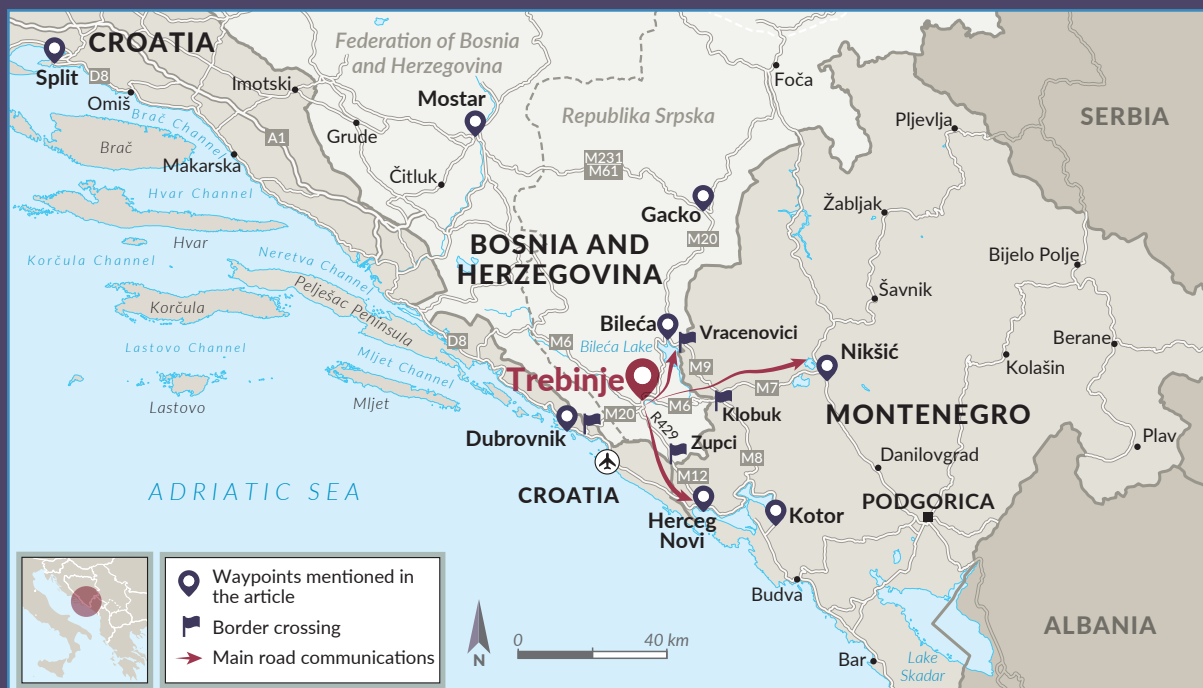 CROATIA
Split
D8
Omiš
Imotski
Federation of Bosnia
and Herzegovina
Mostar
Grude
A1
Čitluk
Makarska
Brač Channel
Brač
Hvar Channel
Hvar
Korčula Channel
Neretva Channel
Pelješac Peninsula
Korčula
Lastovo Channel
Lastovo
Mljet Channel
Mljet
D8
Republika Srpska
M231
M61
Foča
Gacko
M20
BOSNIA AND
HERZEGOVINA
Bileća
Bileća Lake
Vracenovici
M6
M9
Trebinje
M20
M6
R429
M7
Klobuk
Zupci
M8
M12
Dubrovnik
CROATIA
Herceg
Novi
Kotor
ADRIATIC SEA
SERBIA
Pljevlja
Žabljak
Bijelo Polje
Šavnik
Berane
Kolašin
Nikšić
MONTENEGRO
Plav
Danilovgrad
PODGORICA
Budva
Bar
Lake
Skadar
ALBANIA
Waypoints mentioned in
the article
Border crossing
Main road communications
N
0 40 km